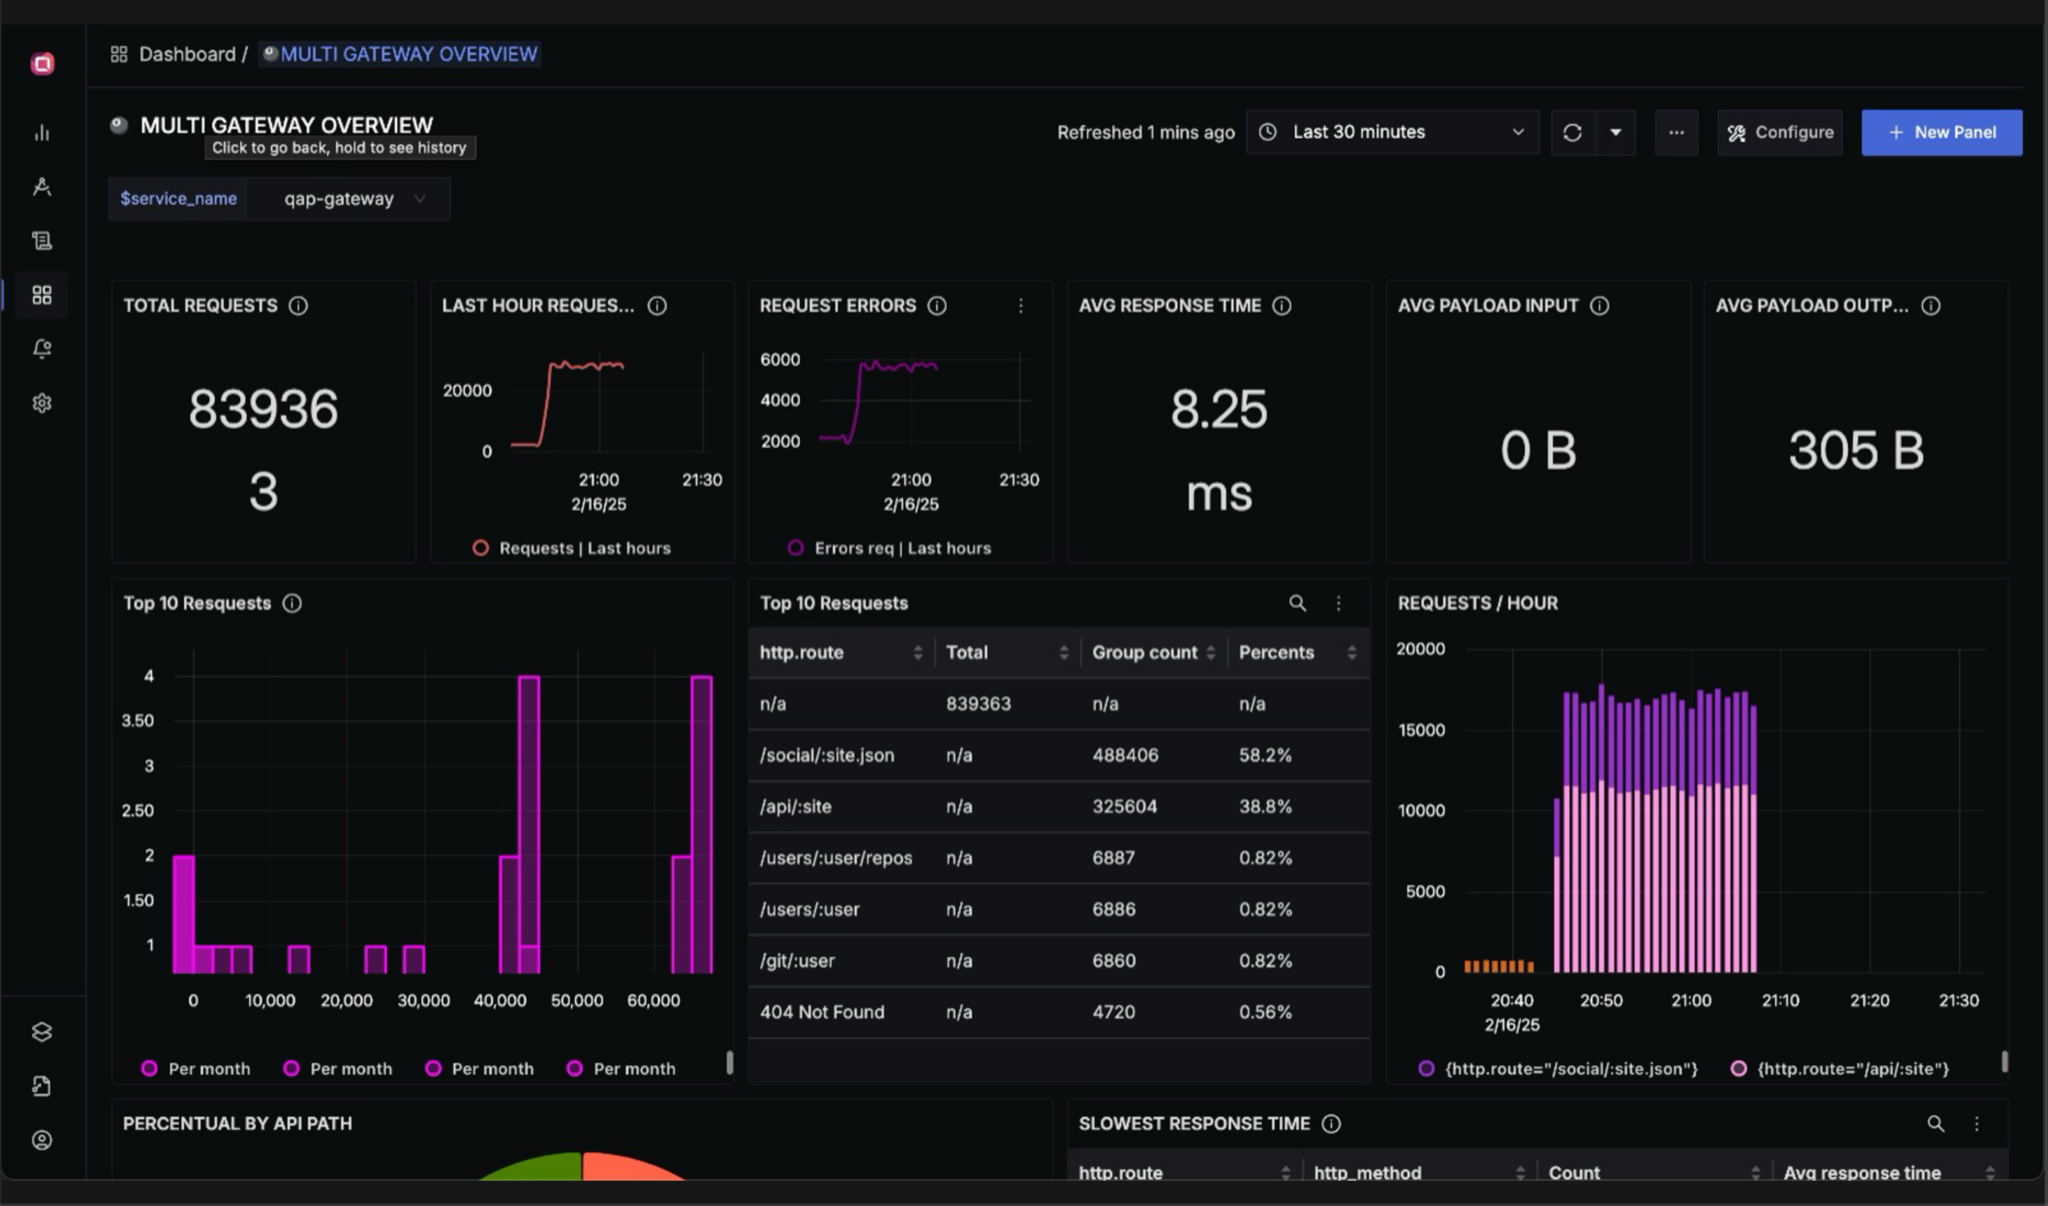 Dashboard / MULTI GATEWAY OVERVIEW
MULTI GATEWAY OVERVIEW
Click to go back, hold to see history
Refreshed 1 mins ago
Last 30 minutes
...
Configure
+ New Panel
$service_name
qap-gateway
TOTAL REQUESTS
83936
3
LAST HOUR REQUES...
20000
0
21:00
21:30
2/16/25
Requests | Last hours
REQUEST ERRORS
6000
4000
2000
21:00
21:30
2/16/25
Errors req | Last hours
AVG RESPONSE TIME
8.25
ms
AVG PAYLOAD INPUT
0 B
AVG PAYLOAD OUTP...
305 B
Top 10 Resquests
4
3.50
3
2.50
2
1.50
1
0 10,000 20,000 30,000 40,000 50,000 60,000
Per month Per month Per month Per month
Top 10 Resquests
http.route Total Group count Percents
n/a 839363 n/a n/a
/social/:site.json n/a 488406 58.2%
/api/:site n/a 325604 38.8%
/users/:user/repos n/a 6887 0.82%
/users/:user n/a 6886 0.82%
/git/:user n/a 6860 0.82%
404 Not Found n/a 4720 0.56%
REQUESTS / HOUR
20000
15000
10000
5000
0
20:40 20:50 21:00 21:10 21:20 21:30
2/16/25
{http.route="/social/:site.json"} {http.route="/api/:site"}
PERCENTUAL BY API PATH
SLOWEST RESPONSE TIME
http.route http_method Count Avg response time